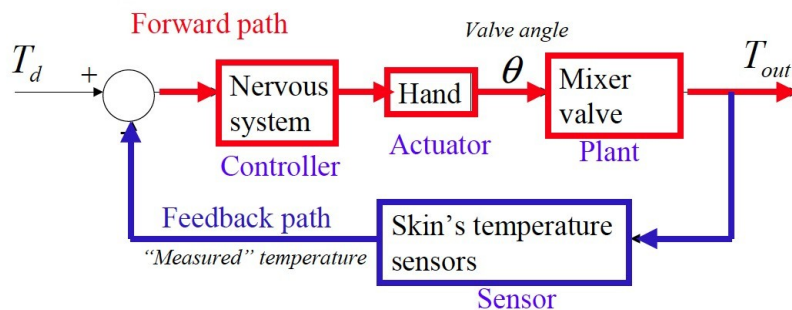 Forward path
Valve angle
T_d
+
-
Nervous
system
Controller
Hand
Actuator
θ
Mixer
valve
Plant
T_out
Feedback path
“Measured” temperature
Skin’s temperature
sensors
Sensor